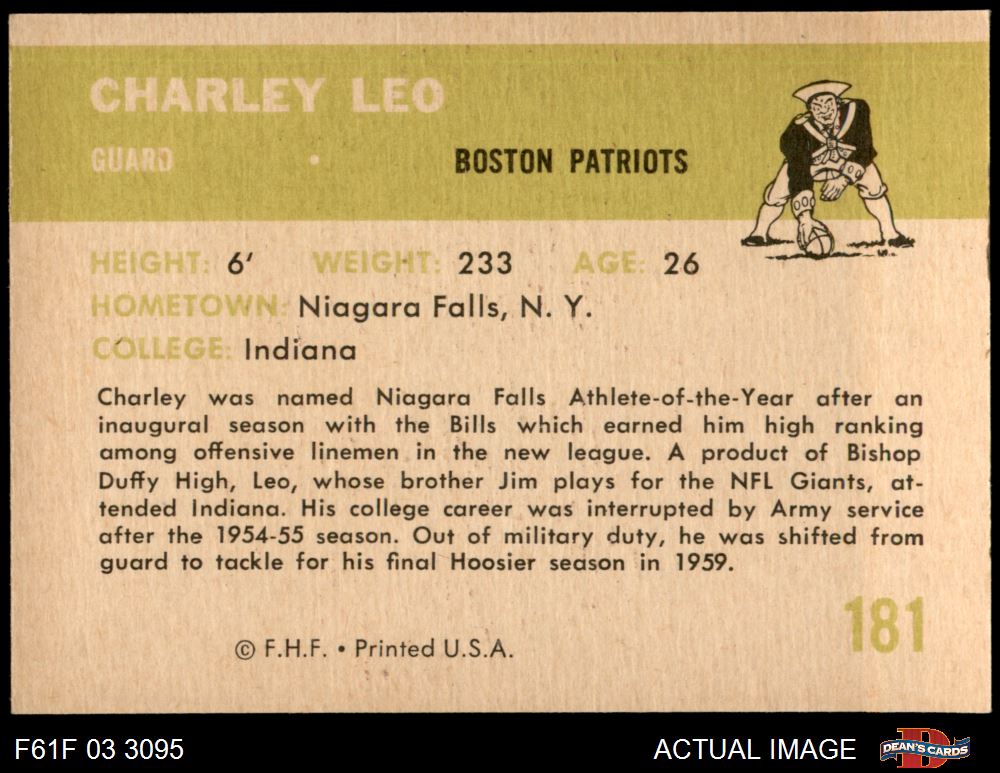 CHARLEY LEO
GUARD • BOSTON PATRIOTS
HEIGHT: 6' WEIGHT: 233 AGE: 26
HOMETOWN: Niagara Falls, N. Y.
COLLEGE: Indiana
Charley was named Niagara Falls Athlete-of-the-Year after an
inaugural season with the Bills which earned him high ranking
among offensive linemen in the new league. A product of Bishop
Duffy High, Leo, whose brother Jim plays for the NFL Giants, at-
tended Indiana. His college career was interrupted by Army service
after the 1954-55 season. Out of military duty, he was shifted from
guard to tackle for his final Hoosier season in 1959.
181
© F.H.F. • Printed U.S.A.
F61F 03 3095 ACTUAL IMAGE
DEAN'S CARDS